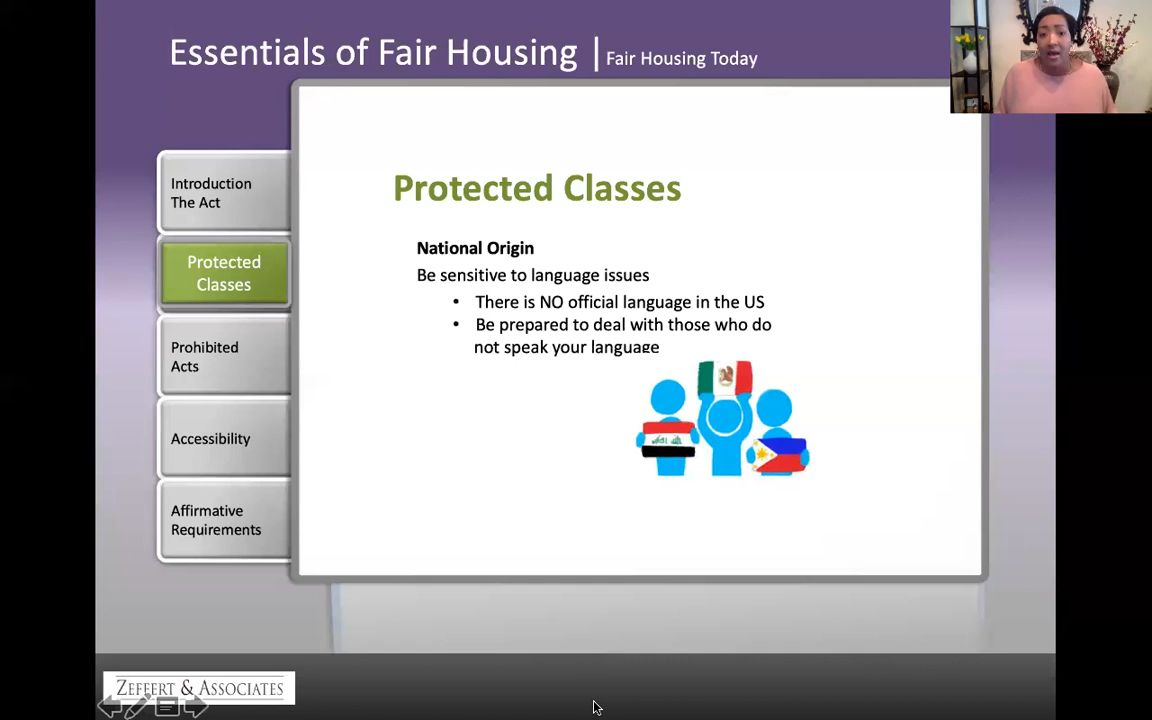 Essentials of Fair Housing | Fair Housing Today
Introduction
The Act
Protected
Classes
Prohibited
Acts
Accessibility
Affirmative
Requirements
Protected Classes
National Origin
Be sensitive to language issues
• There is NO official language in the US
• Be prepared to deal with those who do
not speak your language
ZEFFERT & ASSOCIATES